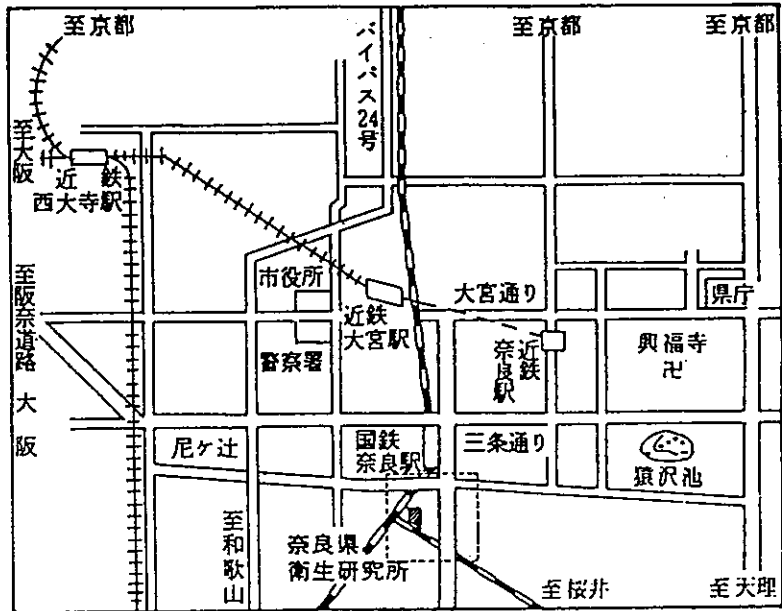 至京都
至京都
至京都
バイパス24号
至大阪
近鉄
西大寺駅
市役所
大宮通り
県庁
至阪奈道路
大阪
近鉄
大宮駅
近鉄
奈良駅
興福寺
卍
警察署
尼ケ辻
国鉄
奈良駅
三条通り
猿沢池
至和歌山
奈良県
衛生研究所
至桜井
至天理